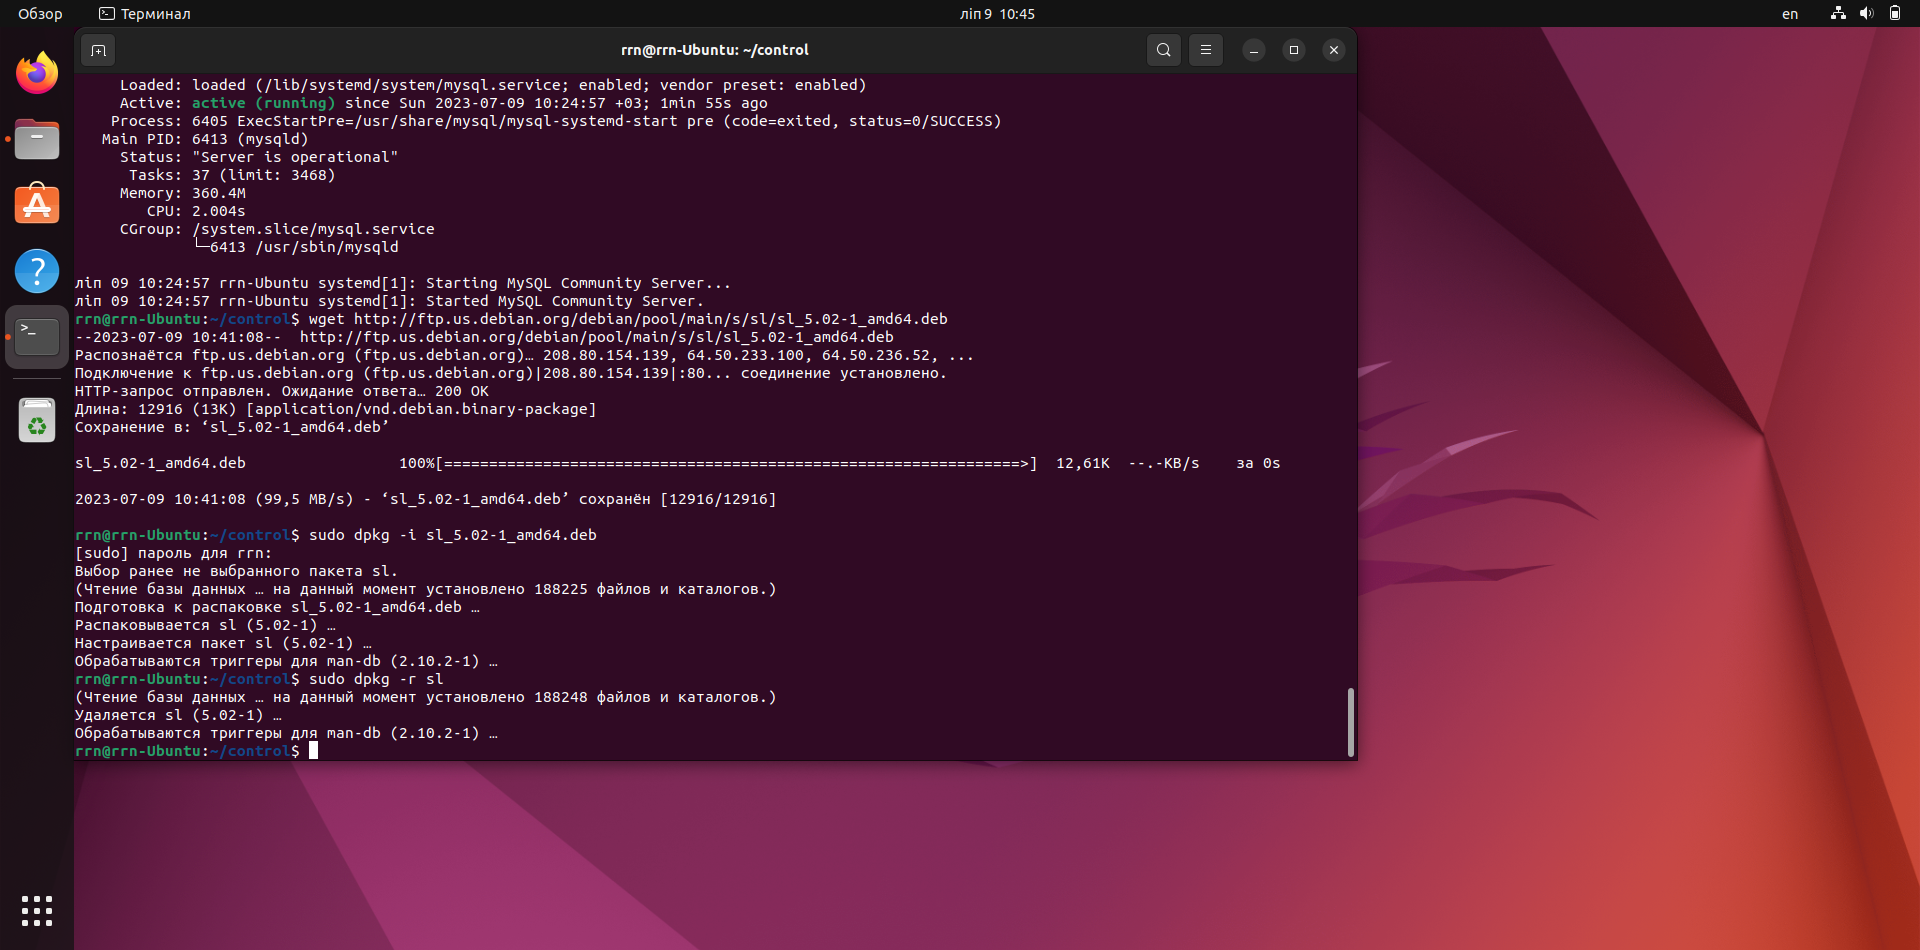 Обзор
Терминал
ліп 9 10:45
en
rrn@rrn-Ubuntu: ~/control
Loaded: loaded (/lib/systemd/system/mysql.service; enabled; vendor preset: enabled)
Active: active (running) since Sun 2023-07-09 10:24:57 +03; 1min 55s ago
Process: 6405 ExecStartPre=/usr/share/mysql/mysql-systemd-start pre (code=exited, status=0/SUCCESS)
Main PID: 6413 (mysqld)
Status: "Server is operational"
Tasks: 37 (limit: 3468)
Memory: 360.4M
CPU: 2.004s
CGroup: /system.slice/mysql.service
└─6413 /usr/sbin/mysqld
ліп 09 10:24:57 rrn-Ubuntu systemd[1]: Starting MySQL Community Server...
ліп 09 10:24:57 rrn-Ubuntu systemd[1]: Started MySQL Community Server.
rrn@rrn-Ubuntu:~/control$ wget http://ftp.us.debian.org/debian/pool/main/s/sl/sl_5.02-1_amd64.deb
--2023-07-09 10:41:08--  http://ftp.us.debian.org/debian/pool/main/s/sl/sl_5.02-1_amd64.deb
Распознаётся ftp.us.debian.org (ftp.us.debian.org)… 208.80.154.139, 64.50.233.100, 64.50.236.52, ...
Подключение к ftp.us.debian.org (ftp.us.debian.org)|208.80.154.139|:80... соединение установлено.
HTTP-запрос отправлен. Ожидание ответа… 200 OK
Длина: 12916 (13K) [application/vnd.debian.binary-package]
Сохранение в: ‘sl_5.02-1_amd64.deb’
sl_5.02-1_amd64.deb 100%[================================================================>] 12,61K --.-KB/s за 0s
2023-07-09 10:41:08 (99,5 MB/s) - ‘sl_5.02-1_amd64.deb’ сохранён [12916/12916]
rrn@rrn-Ubuntu:~/control$ sudo dpkg -i sl_5.02-1_amd64.deb
[sudo] пароль для rrn:
Выбор ранее не выбранного пакета sl.
(Чтение базы данных … на данный момент установлено 188225 файлов и каталогов.)
Подготовка к распаковке sl_5.02-1_amd64.deb …
Распаковывается sl (5.02-1) …
Настраивается пакет sl (5.02-1) …
Обрабатываются триггеры для man-db (2.10.2-1) …
rrn@rrn-Ubuntu:~/control$ sudo dpkg -r sl
(Чтение базы данных … на данный момент установлено 188248 файлов и каталогов.)
Удаляется sl (5.02-1) …
Обрабатываются триггеры для man-db (2.10.2-1) …
rrn@rrn-Ubuntu:~/control$